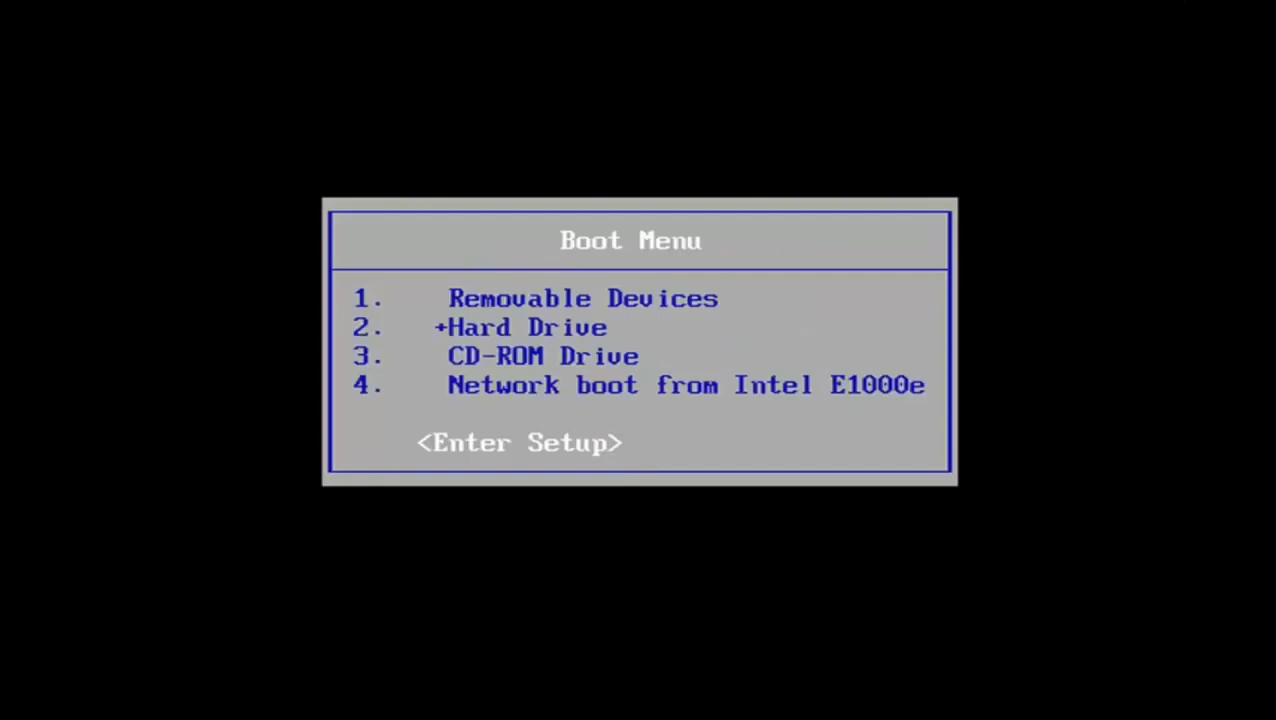 Boot Menu
1. Removable Devices
2. +Hard Drive
3. CD-ROM Drive
4. Network boot from Intel E1000e
<Enter Setup>